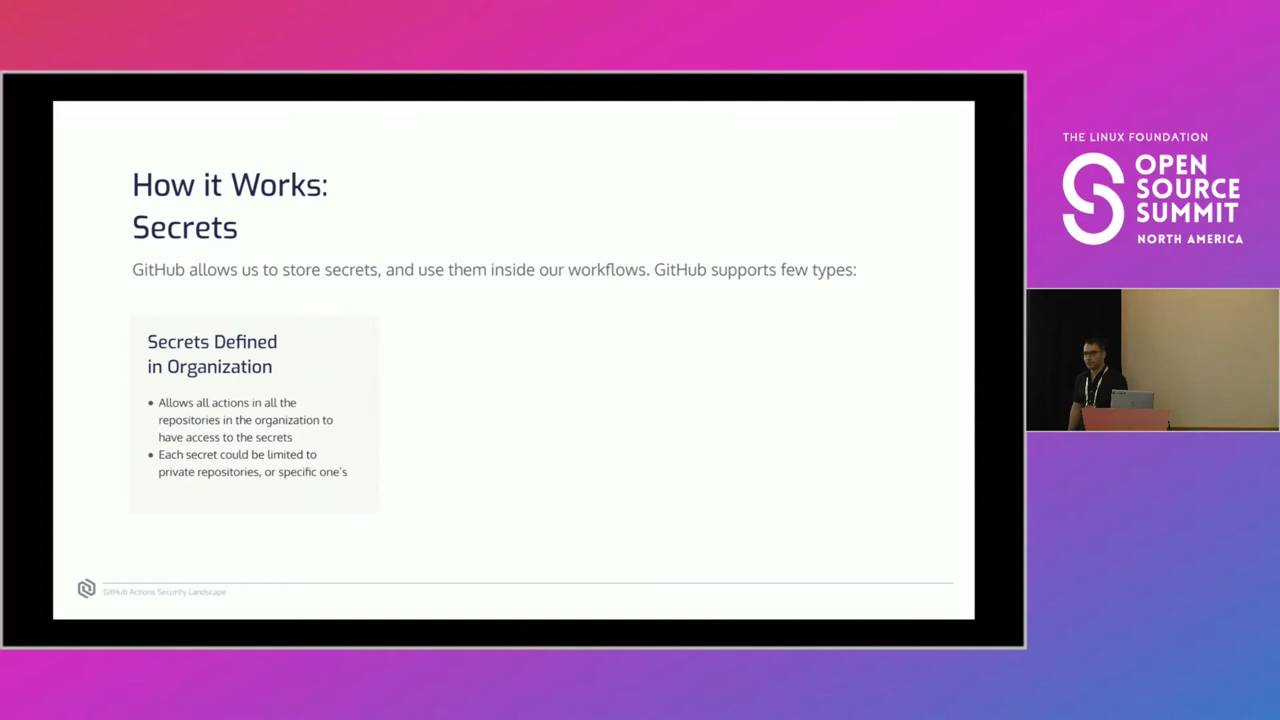 How it Works:
Secrets
GitHub allows us to store secrets, and use them inside our workflows. GitHub supports few types:
Secrets Defined
in Organization
• Allows all actions in all the
repositories in the organization to
have access to the secrets
• Each secret could be limited to
private repositories, or specific one's
GitHub Actions Security Landscape
THE LINUX FOUNDATION
OPEN
SOURCE
SUMMIT
NORTH AMERICA